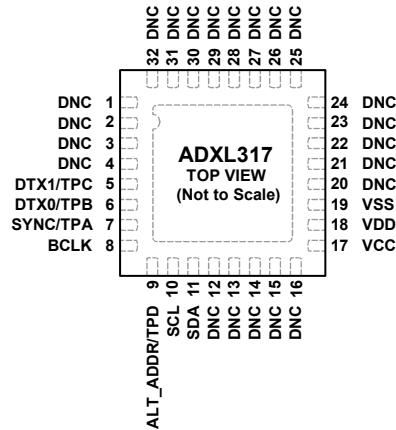 32 DNC
31 DNC
30 DNC
29 DNC
28 DNC
27 DNC
26 DNC
25 DNC
DNC 1
DNC 2
DNC 3
DNC 4
DTX1/TPC 5
DTX0/TPB 6
SYNC/TPA 7
BCLK 8
ADXL317
TOP VIEW
(Not to Scale)
24 DNC
23 DNC
22 DNC
21 DNC
20 DNC
19 VSS
18 VDD
17 VCC
ALT_ADDR/TPD 9
SCL 10
SDA 11
DNC 12
DNC 13
DNC 14
DNC 15
DNC 16